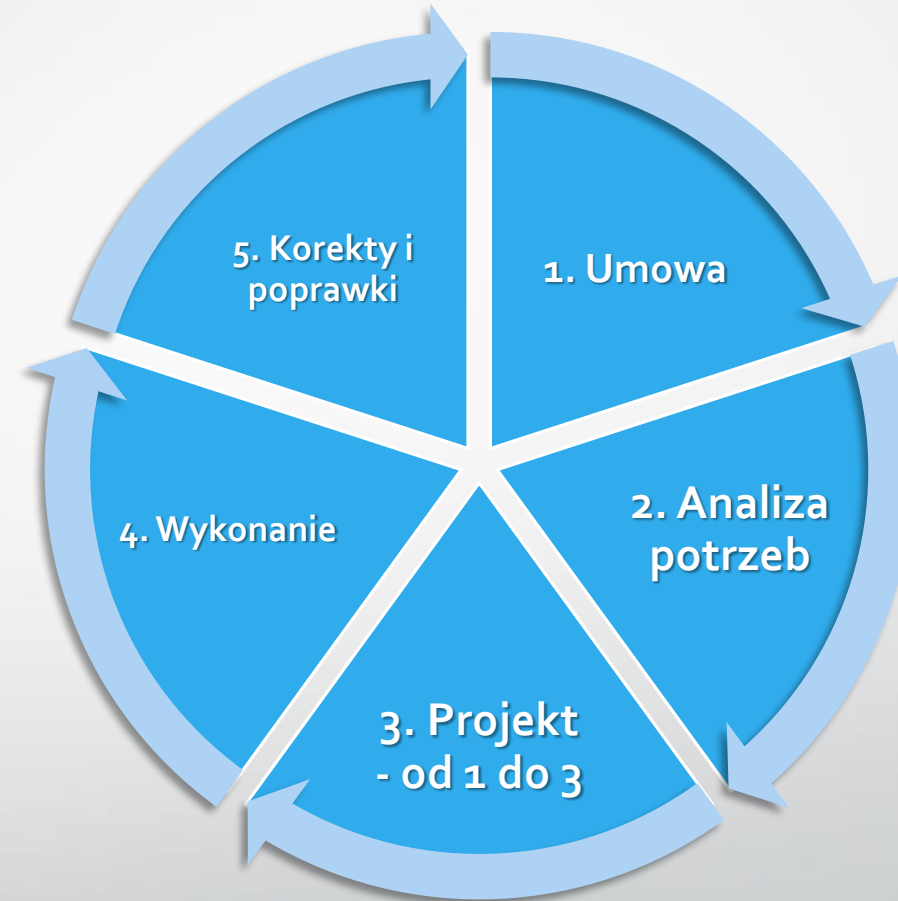 1. Umowa
2. Analiza
potrzeb
3. Projekt
- od 1 do 3
4. Wykonanie
5. Korekty i
poprawki